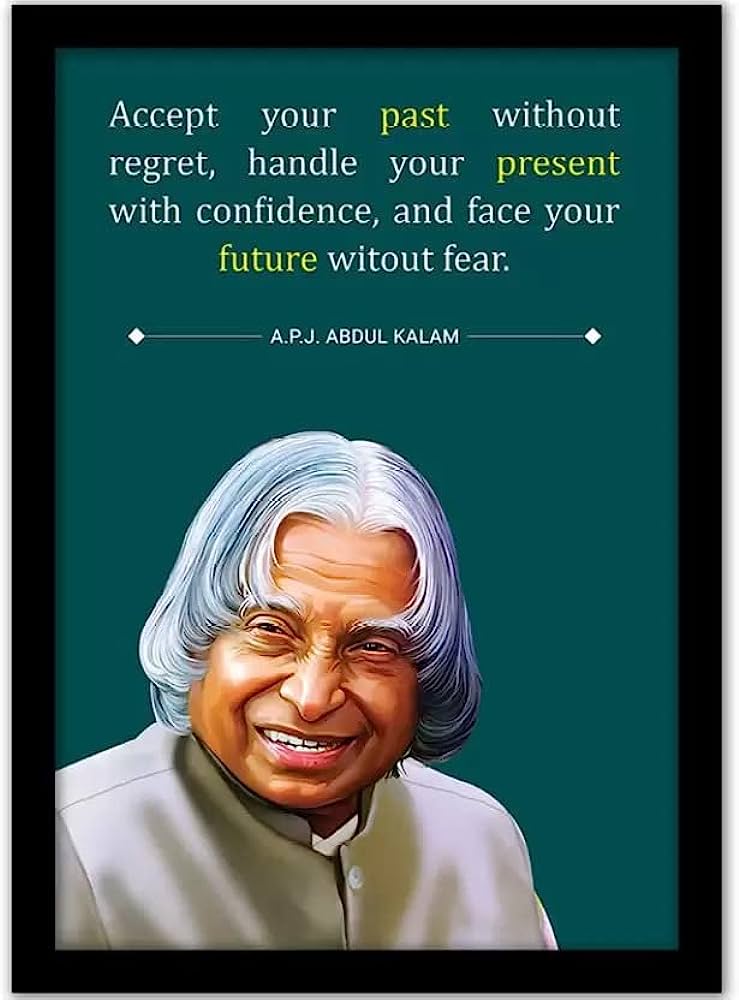 Accept your past without
regret, handle your present
with confidence, and face your
future witout fear.
A.P.J. ABDUL KALAM